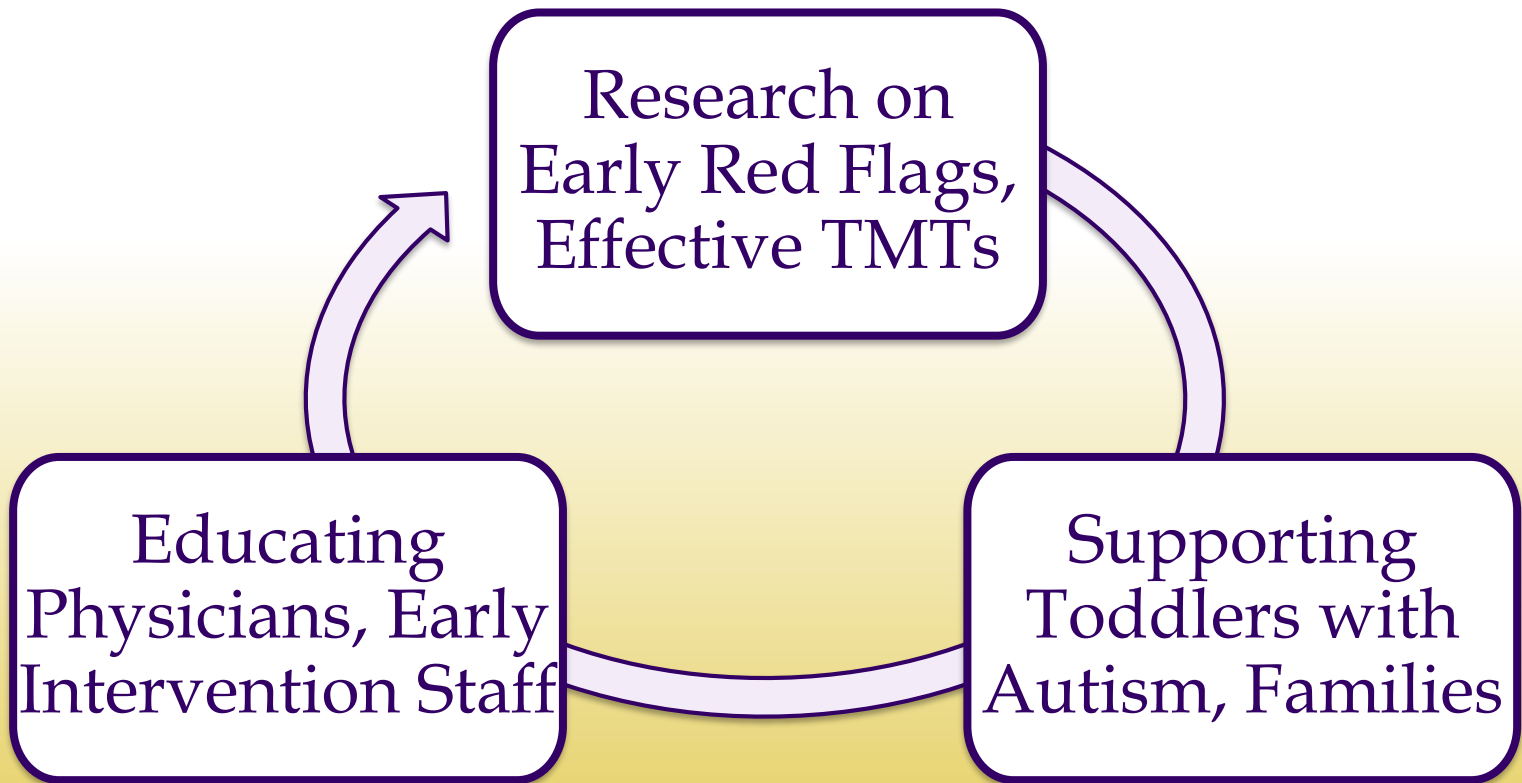 Research on
Early Red Flags,
Effective TMTs
Educating
Physicians, Early
Intervention Staff
Supporting
Toddlers with
Autism, Families